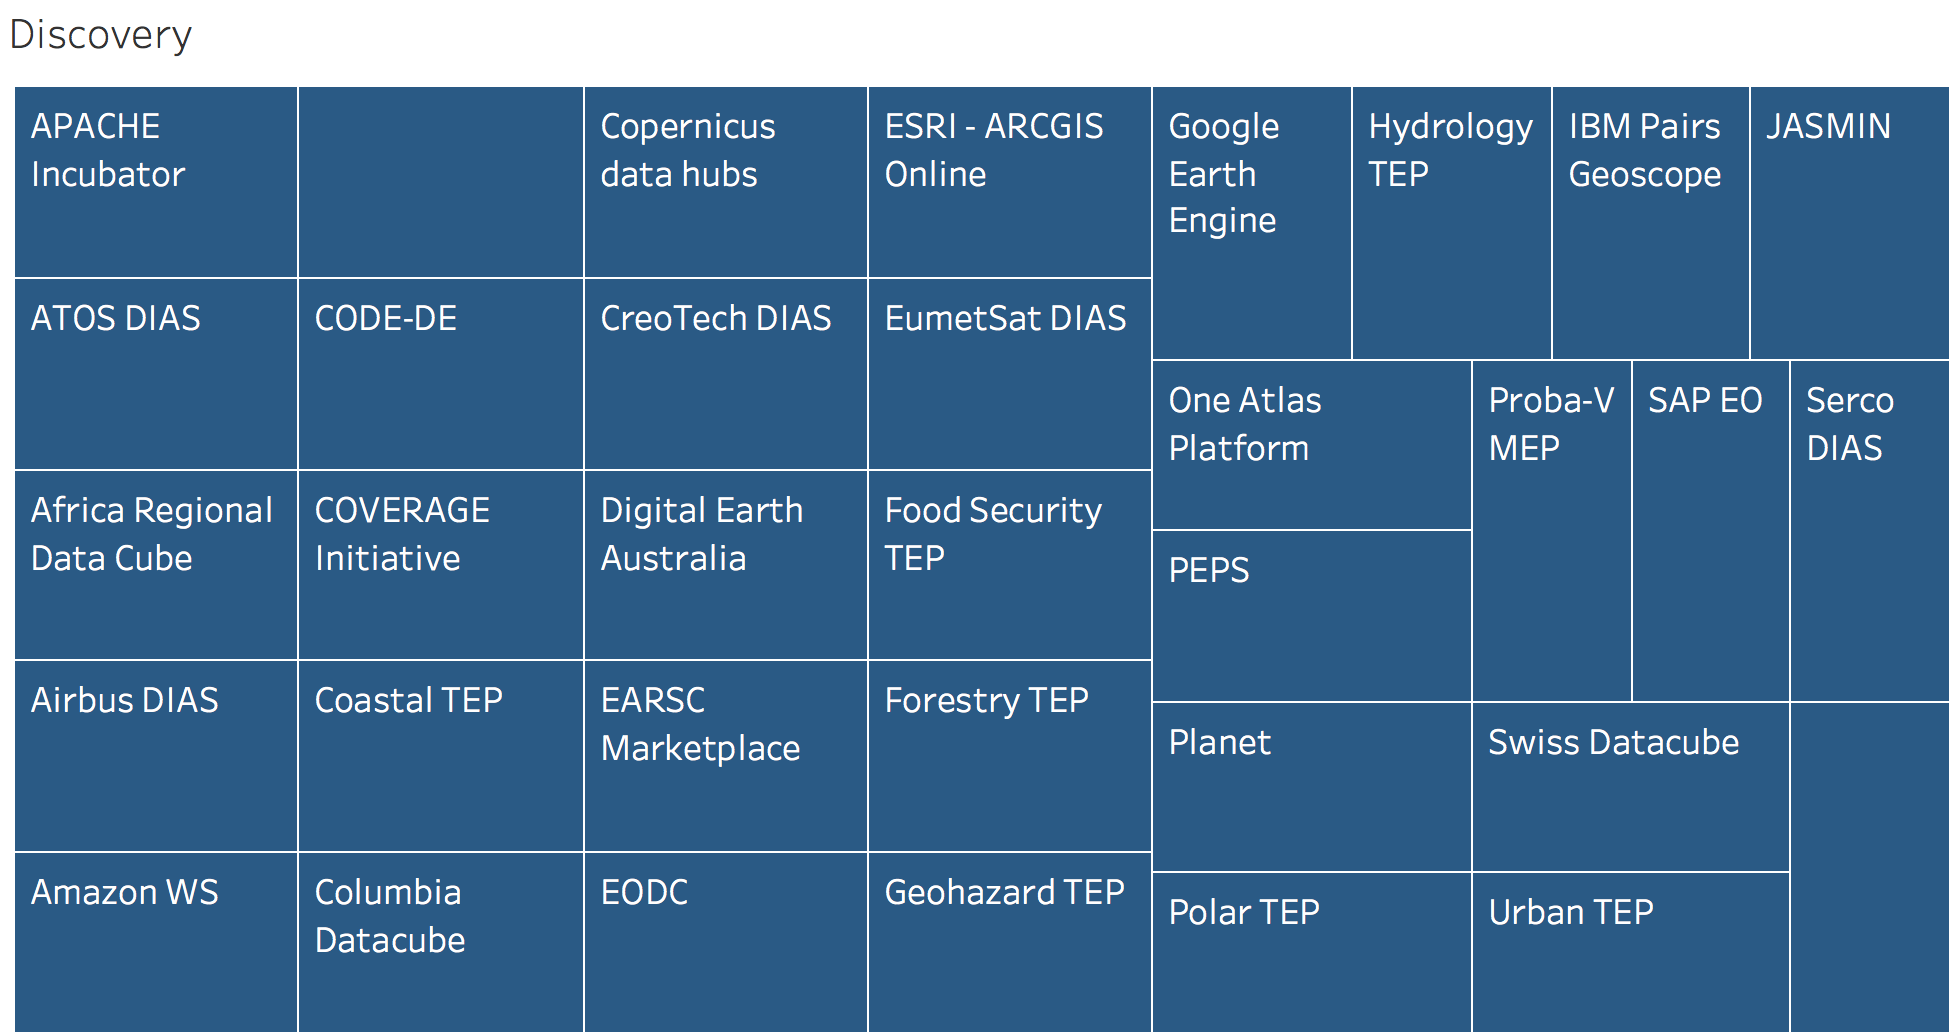 Discovery
APACHE
Incubator
ATOS DIAS
Africa Regional
Data Cube
Airbus DIAS
Amazon WS
CODE-DE
COVERAGE
Initiative
Coastal TEP
Columbia
Datacube
Copernicus
data hubs
CreoTech DIAS
Digital Earth
Australia
EARSC
Marketplace
EODC
ESRI - ARCGIS
Online
EumetSat DIAS
Food Security
TEP
Forestry TEP
Geohazard TEP
Google
Earth
Engine
Hydrology
TEP
IBM Pairs
Geoscope
JASMIN
One Atlas
Platform
PEPS
Planet
Polar TEP
Proba-V
MEP
SAP EO
Serco
DIAS
Swiss Datacube
Urban TEP